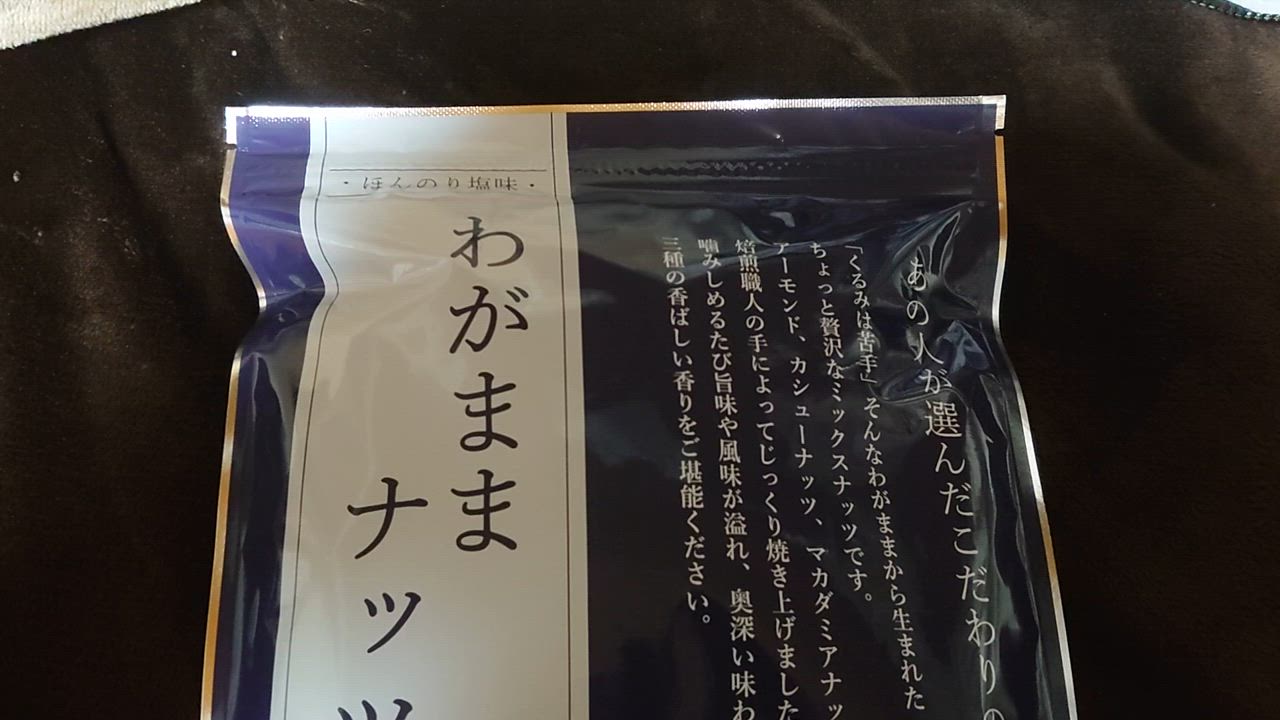 ・ほんのり塩味・
わがまま
ナッツ
あの人が選んだこだわりの
「くるみは苦手」そんなわがままから生まれた
ちょっと贅沢なミックスナッツです。
アーモンド、カシューナッツ、マカダミアナッ
焙煎職人の手によってじっくり焼き上げました
噛みしめるたび旨味や風味が溢れ、奥深い味わ
三種の香ばしい香りをご堪能ください。